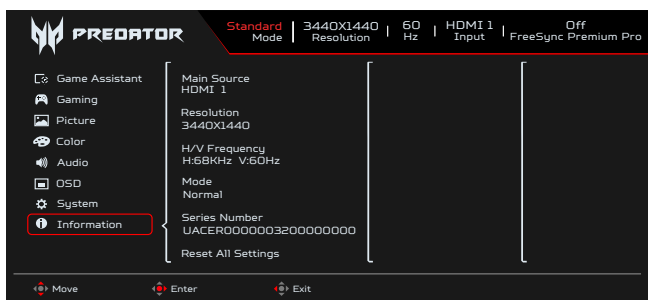 PREDATOR
Standard Mode
3440X1440 Resolution
60 Hz
HDMI 1 Input
Off FreeSync Premium Pro
Game Assistant
Gaming
Picture
Color
Audio
OSD
System
Information
Main Source
HDMI 1
Resolution
3440X1440
H/V Frequency
H:68KHz V:60Hz
Mode
Normal
Series Number
UACER0000003200000000
Reset All Settings
Move
Enter
Exit